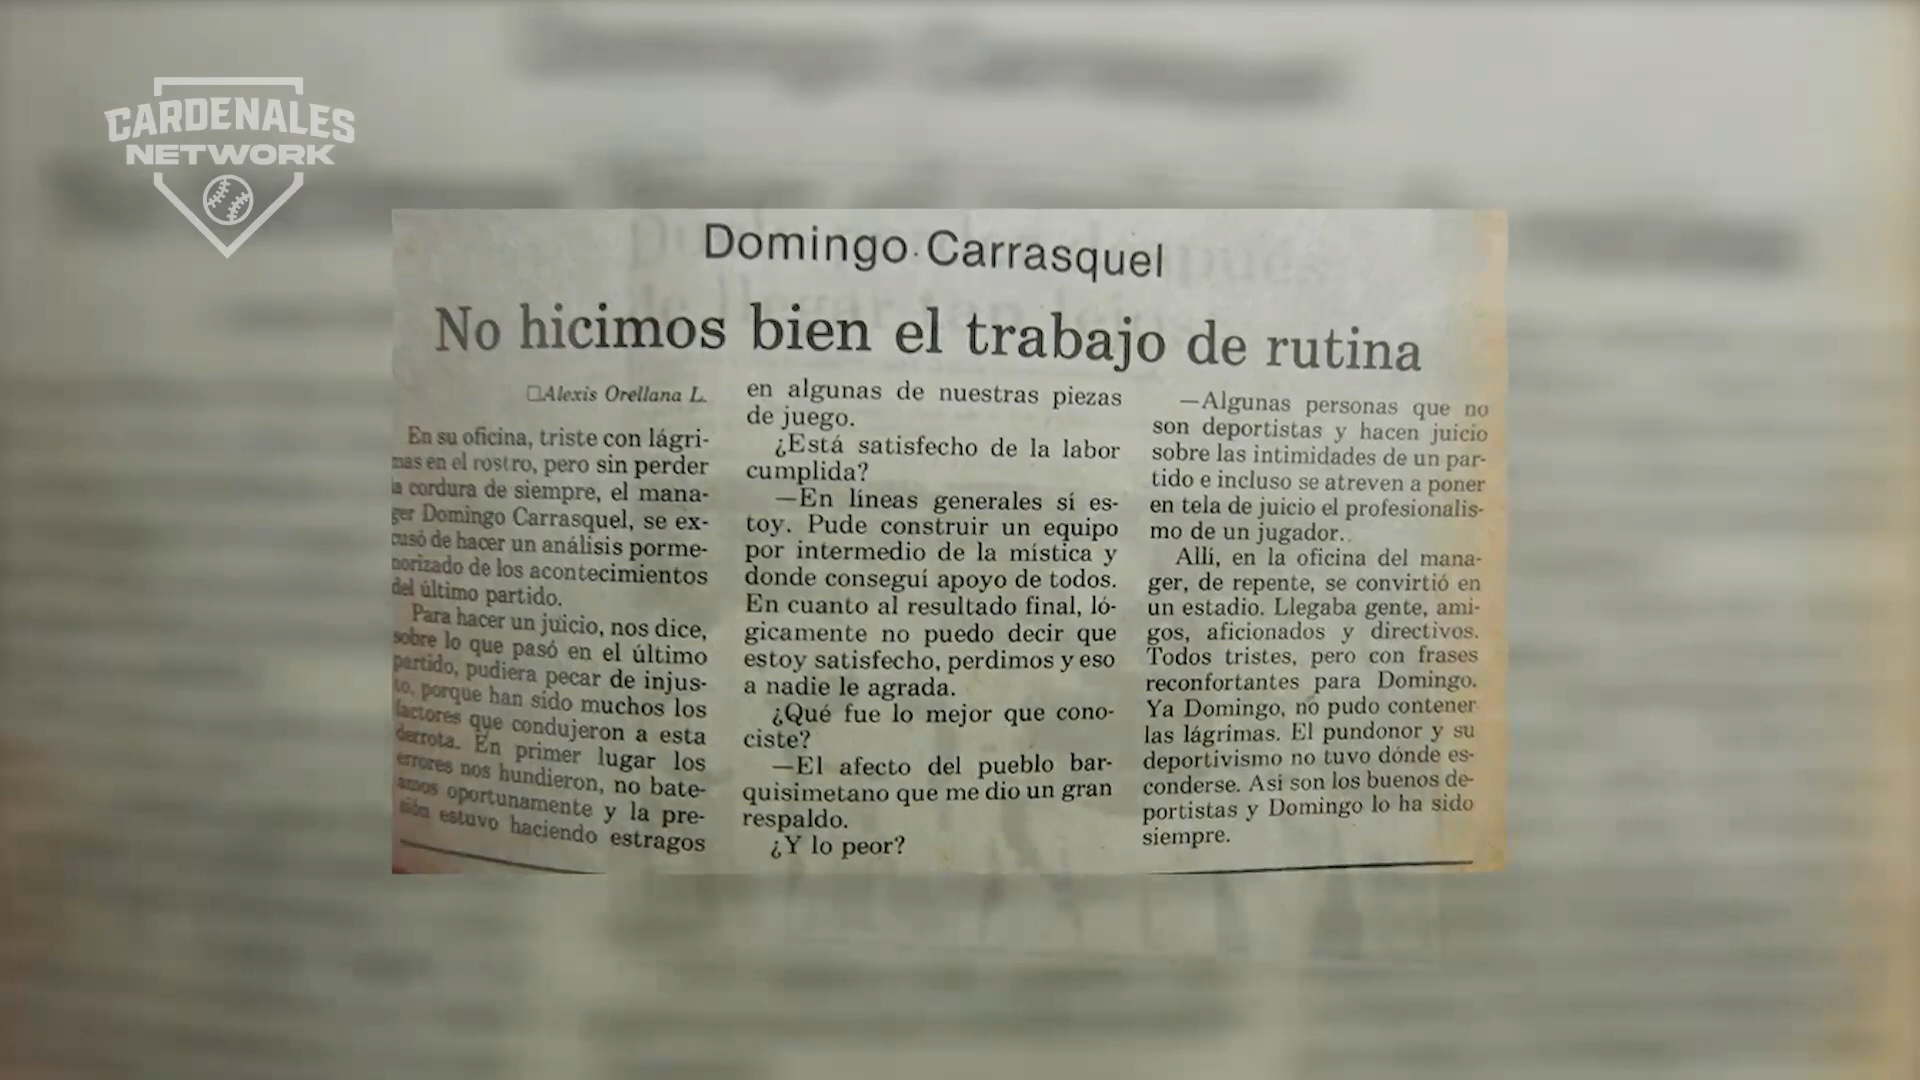 CARDENALES
NETWORK
Domingo Carrasquel
No hicimos bien el trabajo de rutina
Alexis Orellana L.
En su oficina, triste con lágri-
mas en el rostro, pero sin perder
la cordura de siempre, el mana-
ger Domingo Carrasquel, se ex-
cusó de hacer un análisis porme-
norizado de los acontecimientos
del último partido.
Para hacer un juicio, nos dice,
sobre lo que pasó en el último
partido, pudiera pecar de injus-
to, porque han sido muchos los
factores que condujeron a esta
derrota. En primer lugar los
errores nos hundieron, no bate-
amos oportunamente y la pre-
sión estuvo haciendo estragos
en algunas de nuestras piezas
de juego.
¿Está satisfecho de la labor
cumplida?
—En líneas generales sí es-
toy. Pude construir un equipo
por intermedio de la mística y
donde conseguí apoyo de todos.
En cuanto al resultado final, ló-
gicamente no puedo decir que
estoy satisfecho, perdimos y eso
a nadie le agrada.
¿Qué fue lo mejor que cono-
ciste?
—El afecto del pueblo bar-
quisimetano que me dio un gran
respaldo.
¿Y lo peor?
—Algunas personas que no
son deportistas y hacen juicio
sobre las intimidades de un par-
tido e incluso se atreven a poner
en tela de juicio el profesionalis-
mo de un jugador..
Allí, en la oficina del mana-
ger, de repente, se convirtió en
un estadio. Llegaba gente, ami-
gos, aficionados y directivos.
Todos tristes, pero con frases
reconfortantes para Domingo.
Ya Domingo, no pudo contener
las lágrimas. El pundonor y su
deportivismo no tuvo dónde es-
conderse. Así son los buenos de-
portistas y Domingo lo ha sido
siempre.